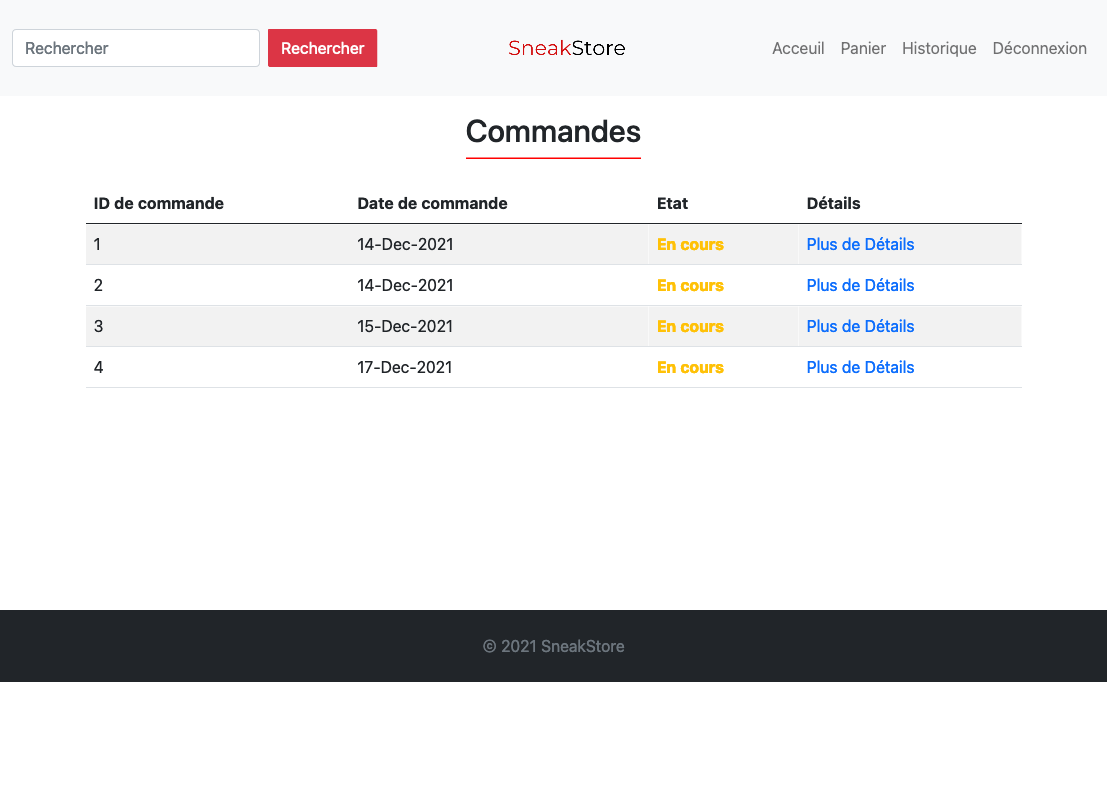 Rechercher Rechercher SneakStore Acceuil Panier Historique Déconnexion
Commandes
ID de commande Date de commande Etat Détails
1 14-Dec-2021 En cours Plus de Détails
2 14-Dec-2021 En cours Plus de Détails
3 15-Dec-2021 En cours Plus de Détails
4 17-Dec-2021 En cours Plus de Détails
© 2021 SneakStore